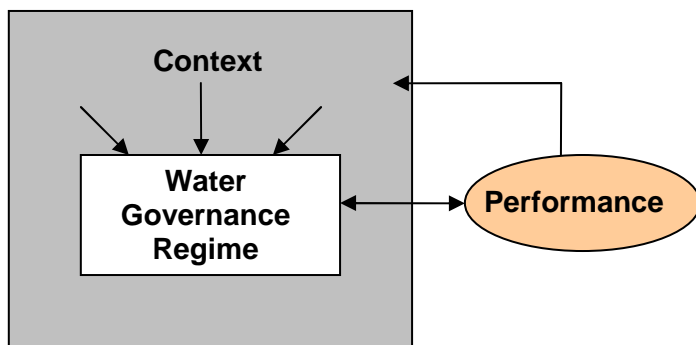 Context
Water
Governance
Regime
Performance